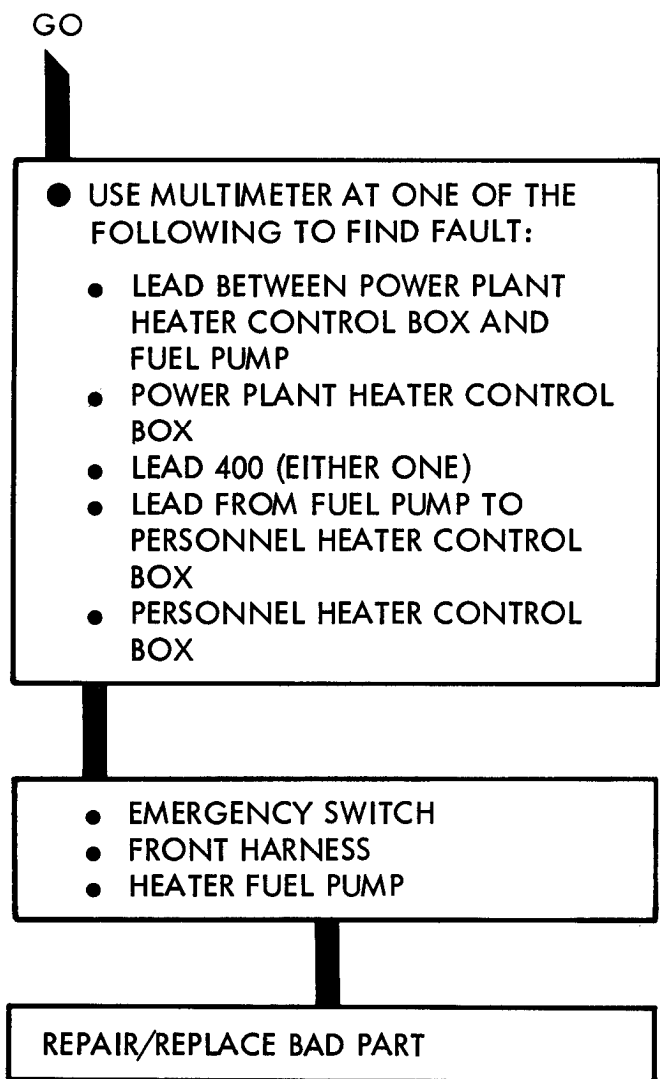 GO
● USE MULTIMETER AT ONE OF THE
FOLLOWING TO FIND FAULT:
● LEAD BETWEEN POWER PLANT
HEATER CONTROL BOX AND
FUEL PUMP
● POWER PLANT HEATER CONTROL
BOX
● LEAD 400 (EITHER ONE)
● LEAD FROM FUEL PUMP TO
PERSONNEL HEATER CONTROL
BOX
● PERSONNEL HEATER CONTROL
BOX
● EMERGENCY SWITCH
● FRONT HARNESS
● HEATER FUEL PUMP
REPAIR/REPLACE BAD PART